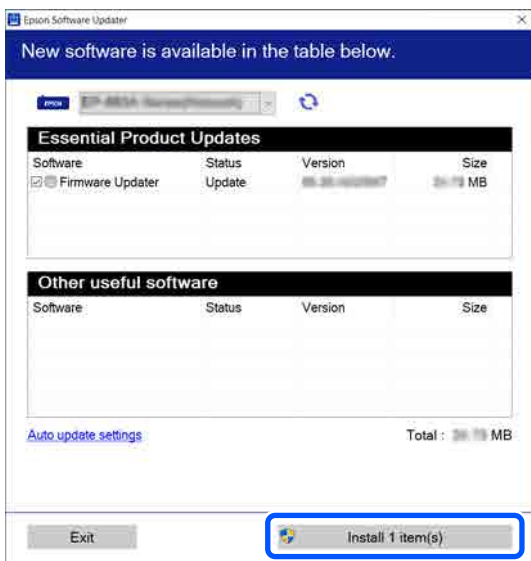 Epson Software Updater
New software is available in the table below.
EPSON
Essential Product Updates
Software Status Version Size
Firmware Updater Update MB
Other useful software
Software Status Version Size
Auto update settings Total : MB
Exit Install 1 item(s)